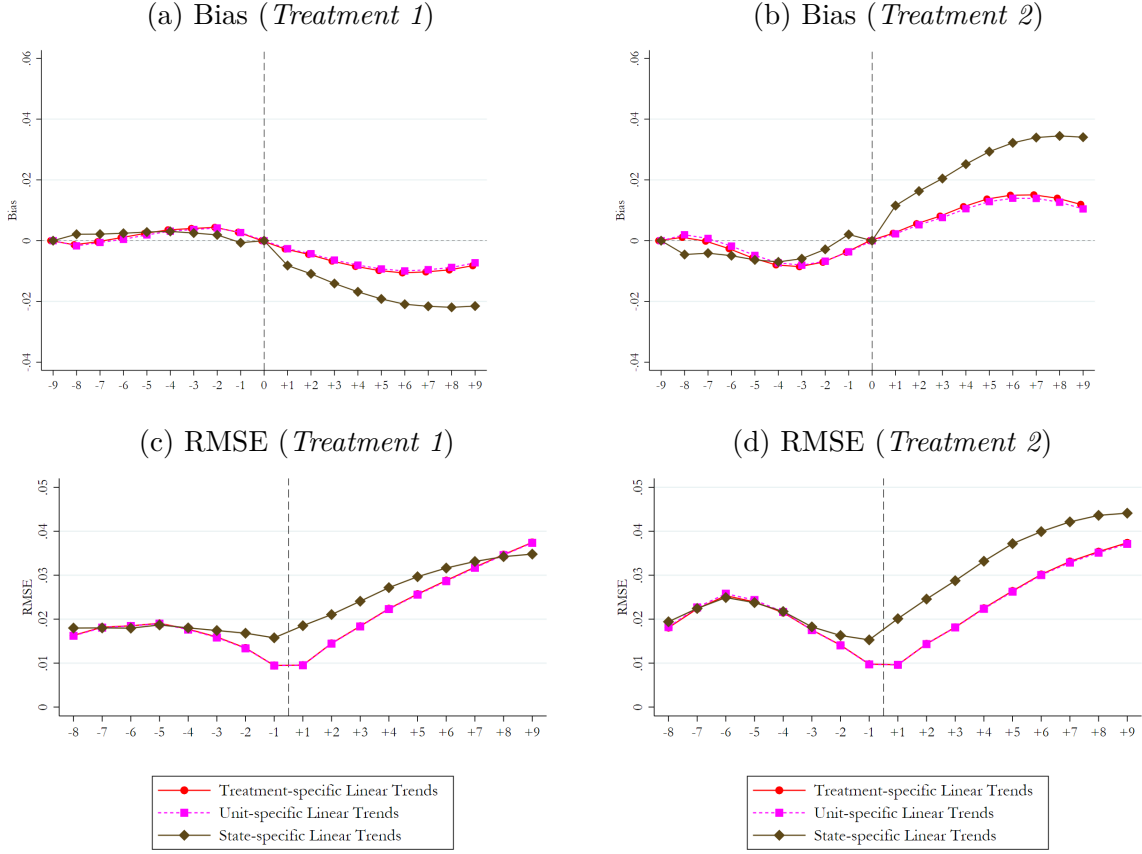 (a) Bias (Treatment 1)
(b) Bias (Treatment 2)
.06
.04
.02
0
-.02
-.04
Bias
-9 -8 -7 -6 -5 -4 -3 -2 -1 0 +1 +2 +3 +4 +5 +6 +7 +8 +9
.06
.04
.02
0
-.02
-.04
Bias
-9 -8 -7 -6 -5 -4 -3 -2 -1 0 +1 +2 +3 +4 +5 +6 +7 +8 +9
(c) RMSE (Treatment 1)
(d) RMSE (Treatment 2)
.05
.04
.03
.02
.01
0
RMSE
-8 -7 -6 -5 -4 -3 -2 -1 +1 +2 +3 +4 +5 +6 +7 +8 +9
.05
.04
.03
.02
.01
0
RMSE
-8 -7 -6 -5 -4 -3 -2 -1 +1 +2 +3 +4 +5 +6 +7 +8 +9
Treatment-specific Linear Trends
Unit-specific Linear Trends
State-specific Linear Trends
Treatment-specific Linear Trends
Unit-specific Linear Trends
State-specific Linear Trends